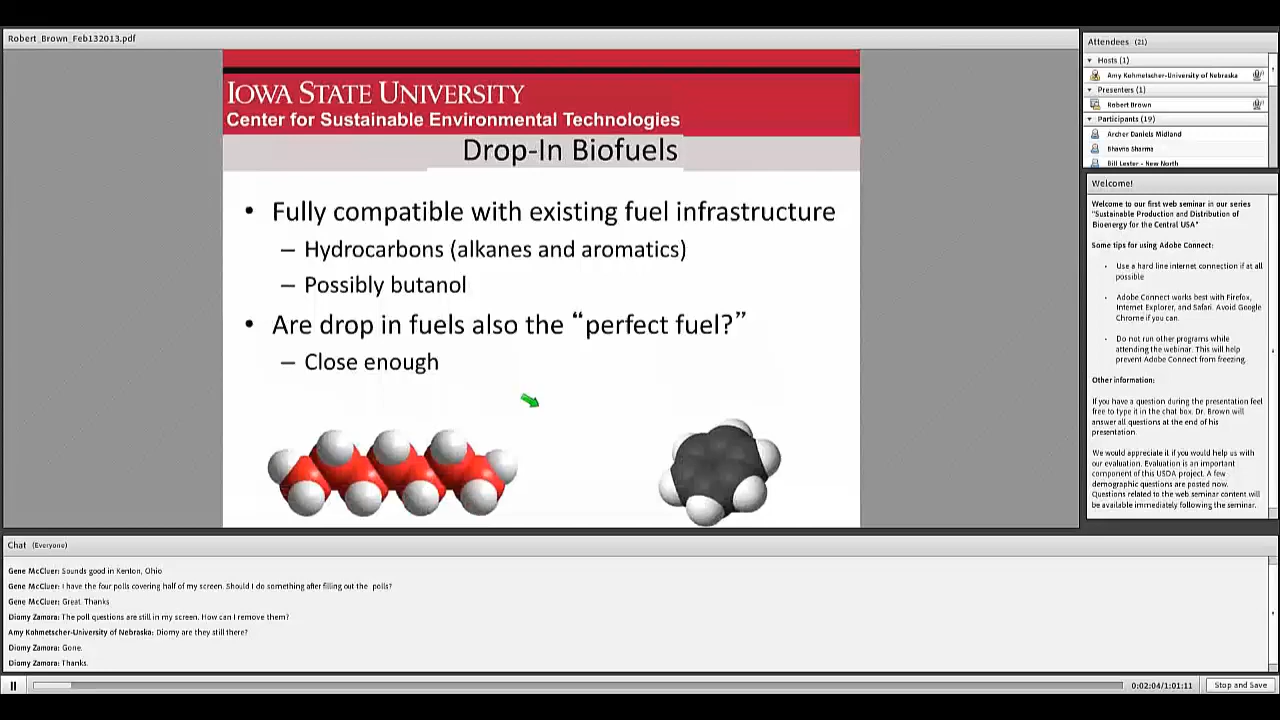 Robert_Brown_Feb132013.pdf
IOWA STATE UNIVERSITY
Center for Sustainable Environmental Technologies
Drop-In Biofuels
• Fully compatible with existing fuel infrastructure
– Hydrocarbons (alkanes and aromatics)
– Possibly butanol
• Are drop in fuels also the “perfect fuel?”
– Close enough
Attendees (21)
Hosts (1)
Amy Kohmetscher-University of Nebraska
Presenters (1)
Robert Brown
Participants (19)
Archer Daniels Midland
Bhavna Sharma
Bill Lester - New North
Welcome!
Welcome to our first web seminar in our series
"Sustainable Production and Distribution of
Bioenergy for the Central USA"
Some tips for using Adobe Connect:
• Use a hard line internet connection if at all
possible
• Adobe Connect works best with Firefox,
Internet Explorer, and Safari. Avoid Google
Chrome if you can.
• Do not run other programs while
attending the webinar. This will help
prevent Adobe Connect from freezing.
Other information:
If you have a question during the presentation feel
free to type it in the chat box. Dr. Brown will
answer all questions at the end of his
presentation.
We would appreciate it if you would help us with
our evaluation. Evaluation is an important
component of this USDA project. A few
demographic questions are posted now.
Questions related to the web seminar content will
be available immediately following the seminar.
Chat (Everyone)
Gene McCluer: Sounds good in Kenton, Ohio
Gene McCluer: I have the four polls covering half of my screen. Should I do something after filling out the polls?
Gene McCluer: Great. Thanks
Diomy Zamora: The poll questions are still in my screen. How can I remove them?
Amy Kohmetscher-University of Nebraska: Diomy are they still there?
Diomy Zamora: Gone.
Diomy Zamora: Thanks.
0:02:04/1:01:11
Stop and Save